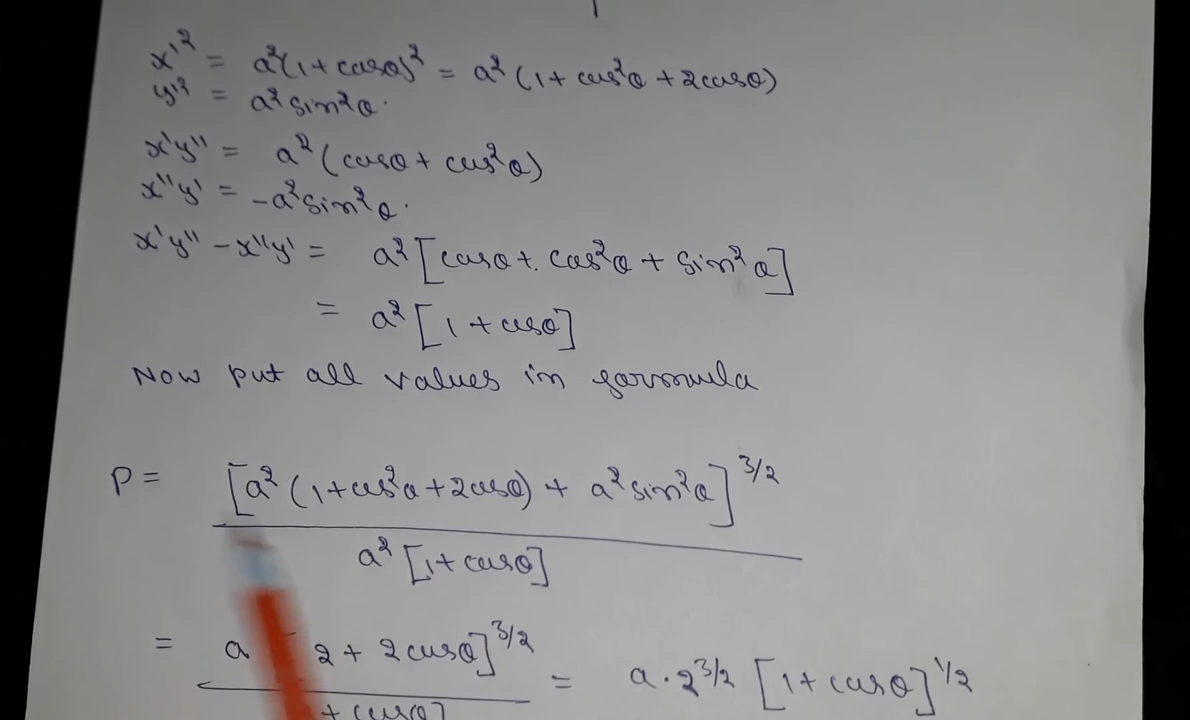 x'² = a²(1+cosθ)² = a²(1+cos²θ+2cosθ)
y'² = a²sin²θ.
x'y'' = a²(cosθ+cos²θ)
x''y' = -a²sin²θ.
x'y''-x''y' = a²[cosθ+.cos²θ+sin²θ]
= a²[1+cosθ]
Now put all values in formula
P = [a²(1+cos²θ+2cosθ)+a²sin²θ]^3/2
a²[1+cosθ]
= a 2+2cosθ]^3/2 = a.2^3/2[1+cosθ]^1/2
+cosθ]